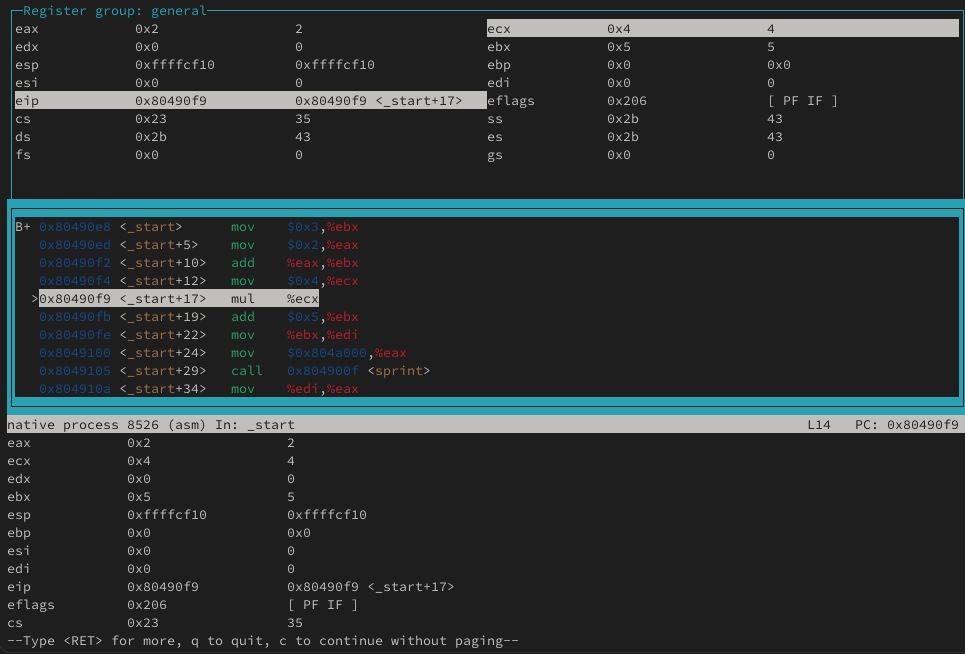 Register group: general
eax 0x2 2 ecx 0x4 4
edx 0x0 0 ebx 0x5 5
esp 0xffffcf10 0xffffcf10 ebp 0x0 0x0
esi 0x0 0 edi 0x0 0
eip 0x80490f9 0x80490f9 <_start+17> eflags 0x206 [ PF IF ]
cs 0x23 35 ss 0x2b 43
ds 0x2b 43 es 0x2b 43
fs 0x0 0 gs 0x0 0
B+ 0x80490e8 <_start> mov $0x3,%ebx
0x80490ed <_start+5> mov $0x2,%eax
0x80490f2 <_start+10> add %eax,%ebx
0x80490f4 <_start+12> mov $0x4,%ecx
>0x80490f9 <_start+17> mul %ecx
0x80490fb <_start+19> add $0x5,%ebx
0x80490fe <_start+22> mov %ebx,%edi
0x8049100 <_start+24> mov $0x804a000,%eax
0x8049105 <_start+29> call 0x804900f <sprint>
0x804910a <_start+34> mov %edi,%eax
native process 8526 (asm) In: _start L14 PC: 0x80490f9
eax 0x2 2
ecx 0x4 4
edx 0x0 0
ebx 0x5 5
esp 0xffffcf10 0xffffcf10
ebp 0x0 0x0
esi 0x0 0
edi 0x0 0
eip 0x80490f9 0x80490f9 <_start+17>
eflags 0x206 [ PF IF ]
cs 0x23 35
--Type <RET> for more, q to quit, c to continue without paging--